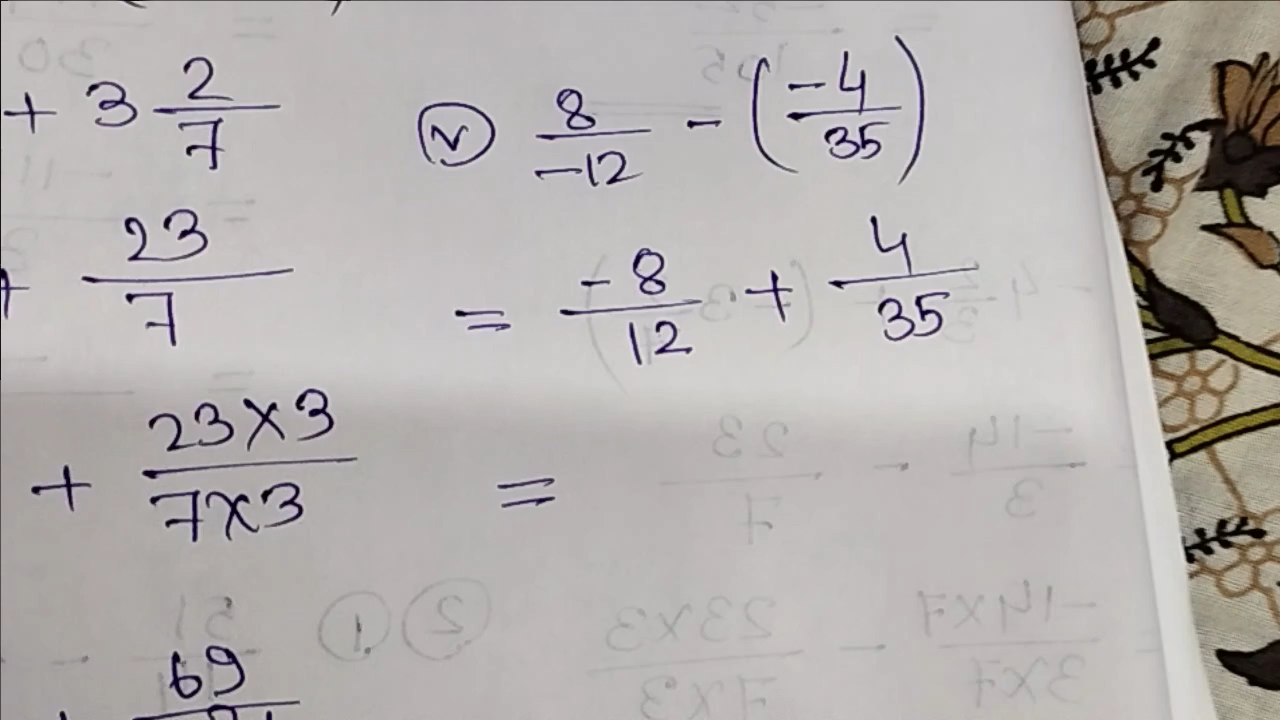 + 3 2/7
+ 23/7
+ 23×3/7×3
69
(v) 8/-12 - (-4/35)
= -8/12 + 4/35
=